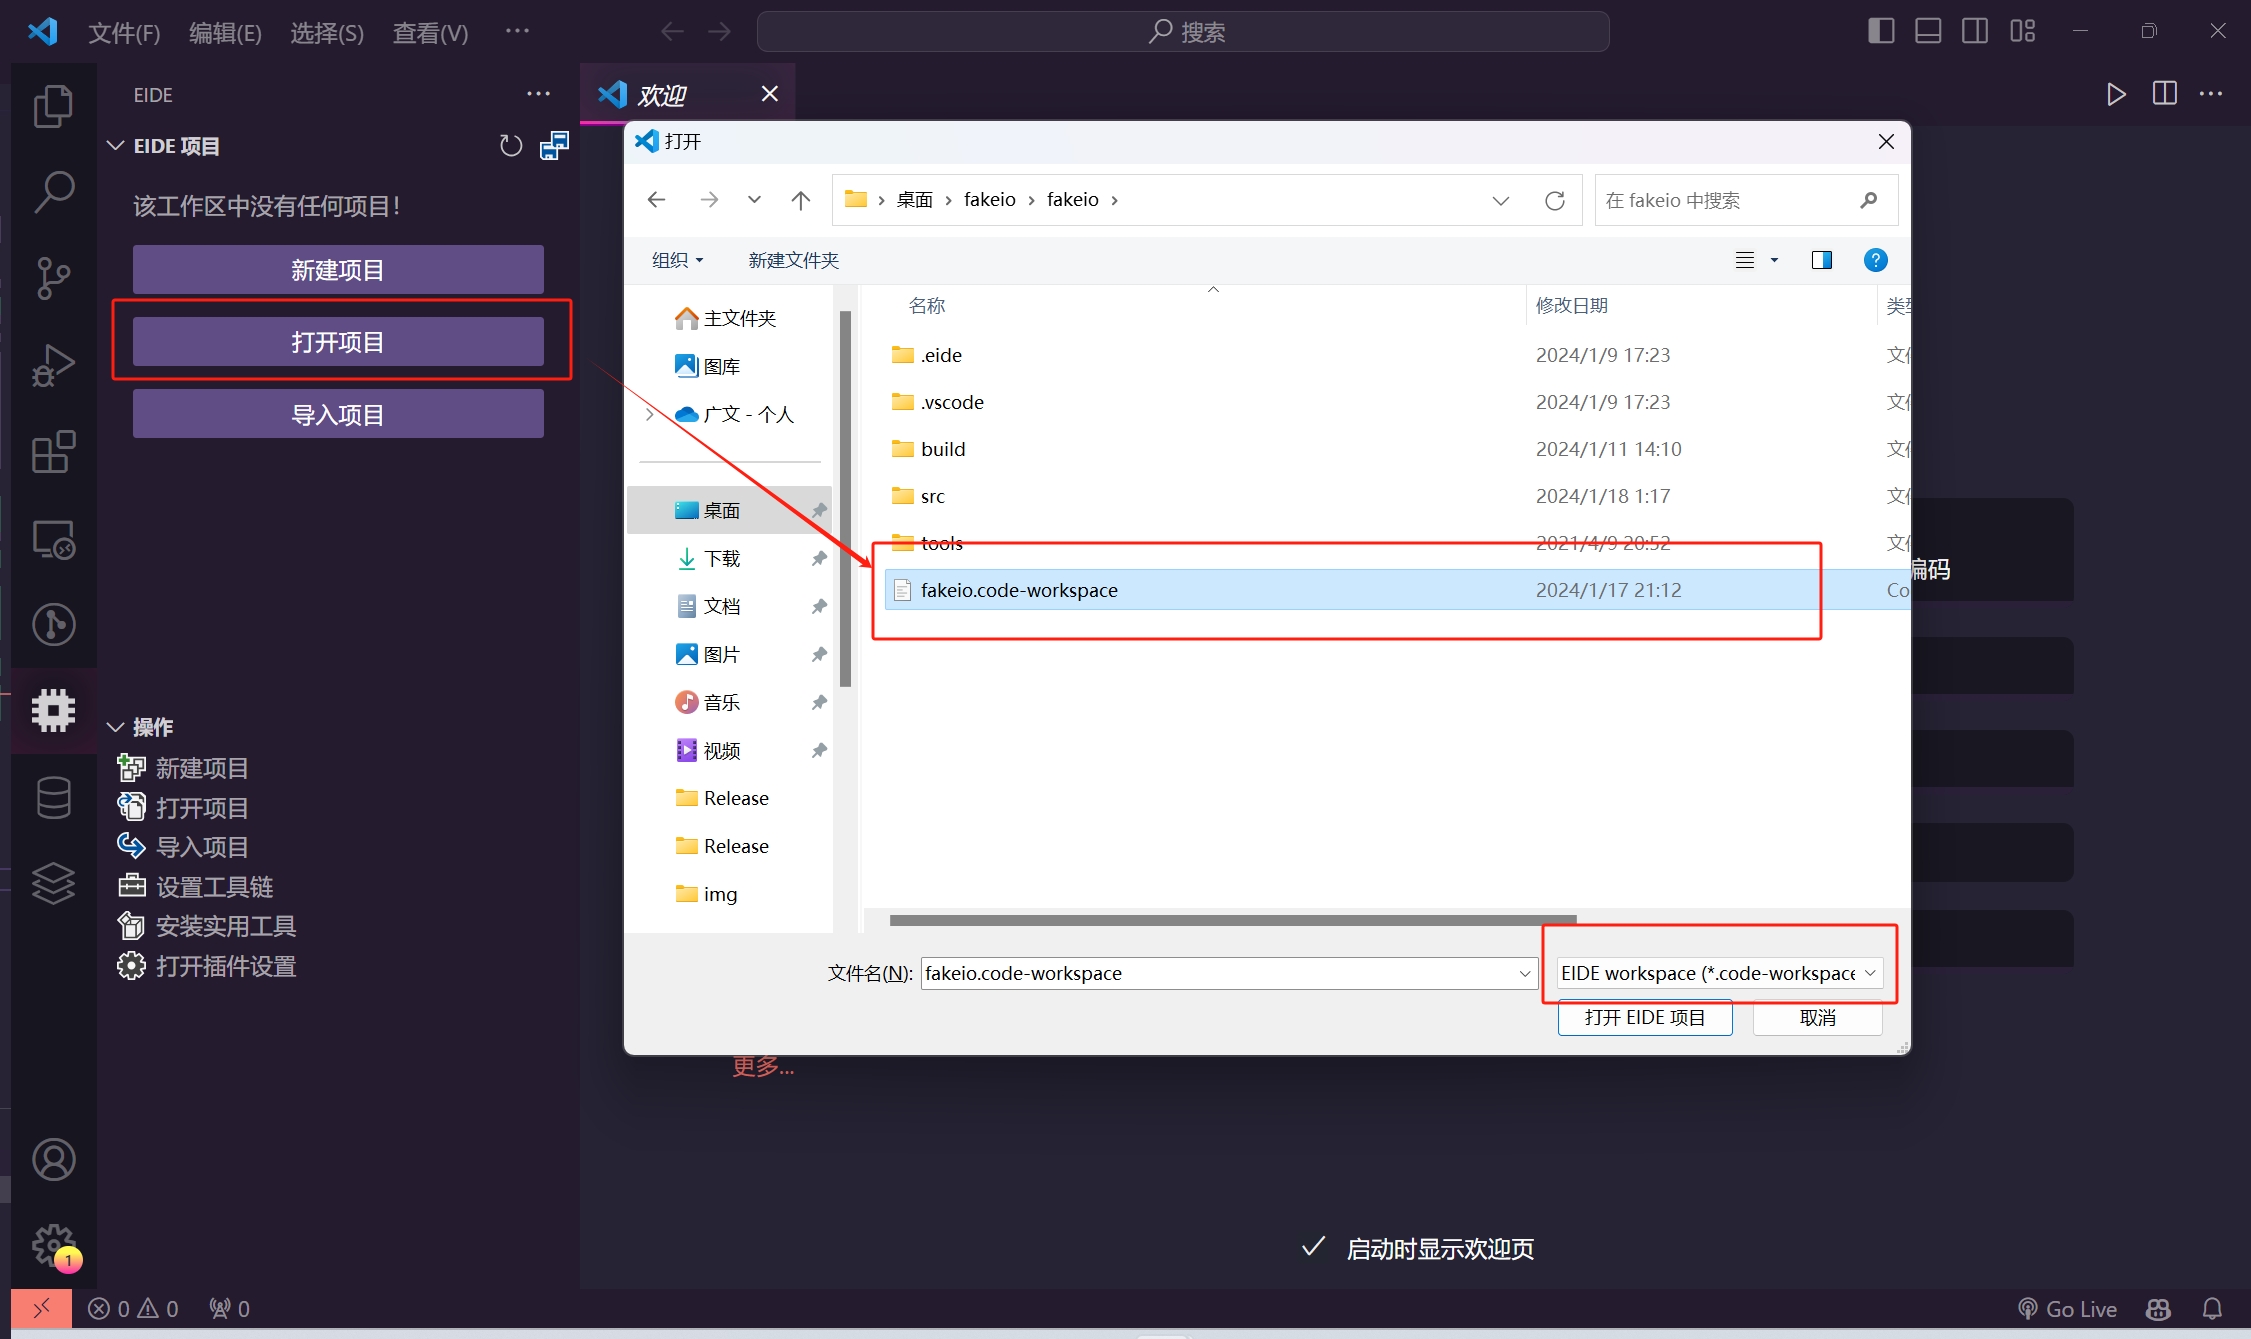 文件(F) 编辑(E) 选择(S) 查看(V) ··· 搜索
EIDE ···
EIDE 项目
该工作区中没有任何项目!
新建项目
打开项目
导入项目
操作
新建项目
打开项目
导入项目
设置工具链
安装实用工具
打开插件设置
1
欢迎
打开
桌面 › fakeio › fakeio ›
在 fakeio 中搜索
组织 新建文件夹
主文件夹
图库
广文 - 个人
桌面
下载
文档
图片
音乐
视频
Release
Release
img
名称 修改日期
.eide 2024/1/9 17:23
.vscode 2024/1/9 17:23
build 2024/1/11 14:10
src 2024/1/18 1:17
tools 2021/4/9 20:52
fakeio.code-workspace 2024/1/17 21:12 Co
文件名(N): fakeio.code-workspace EIDE workspace (*.code-workspace
打开 EIDE 项目 取消
编码
更多...
启动时显示欢迎页
0 0 0 Go Live